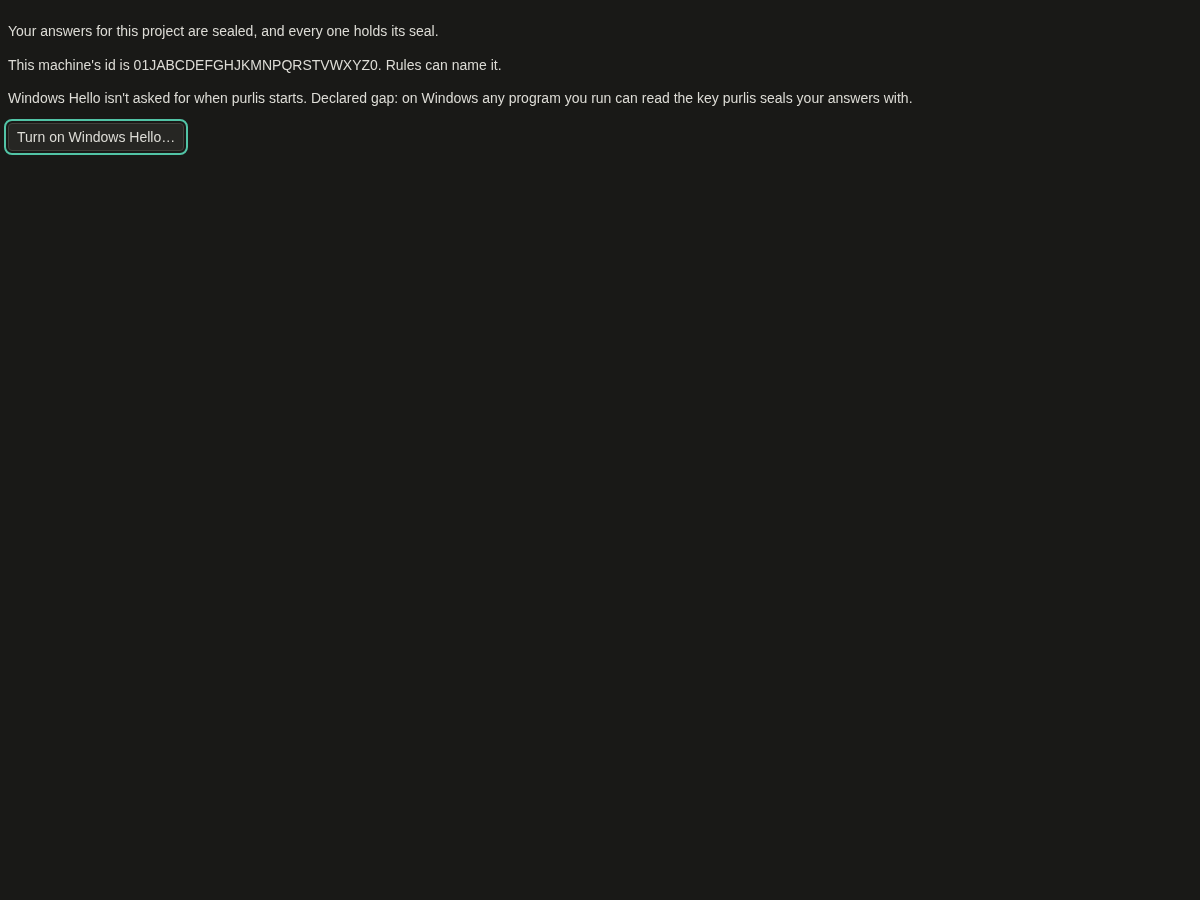 Your answers for this project are sealed, and every one holds its seal.
This machine's id is 01JABCDEFGHJKMNPQRSTVWXYZ0. Rules can name it.
Windows Hello isn't asked for when purlis starts. Declared gap: on Windows any program you run can read the key purlis seals your answers with.
Turn on Windows Hello…